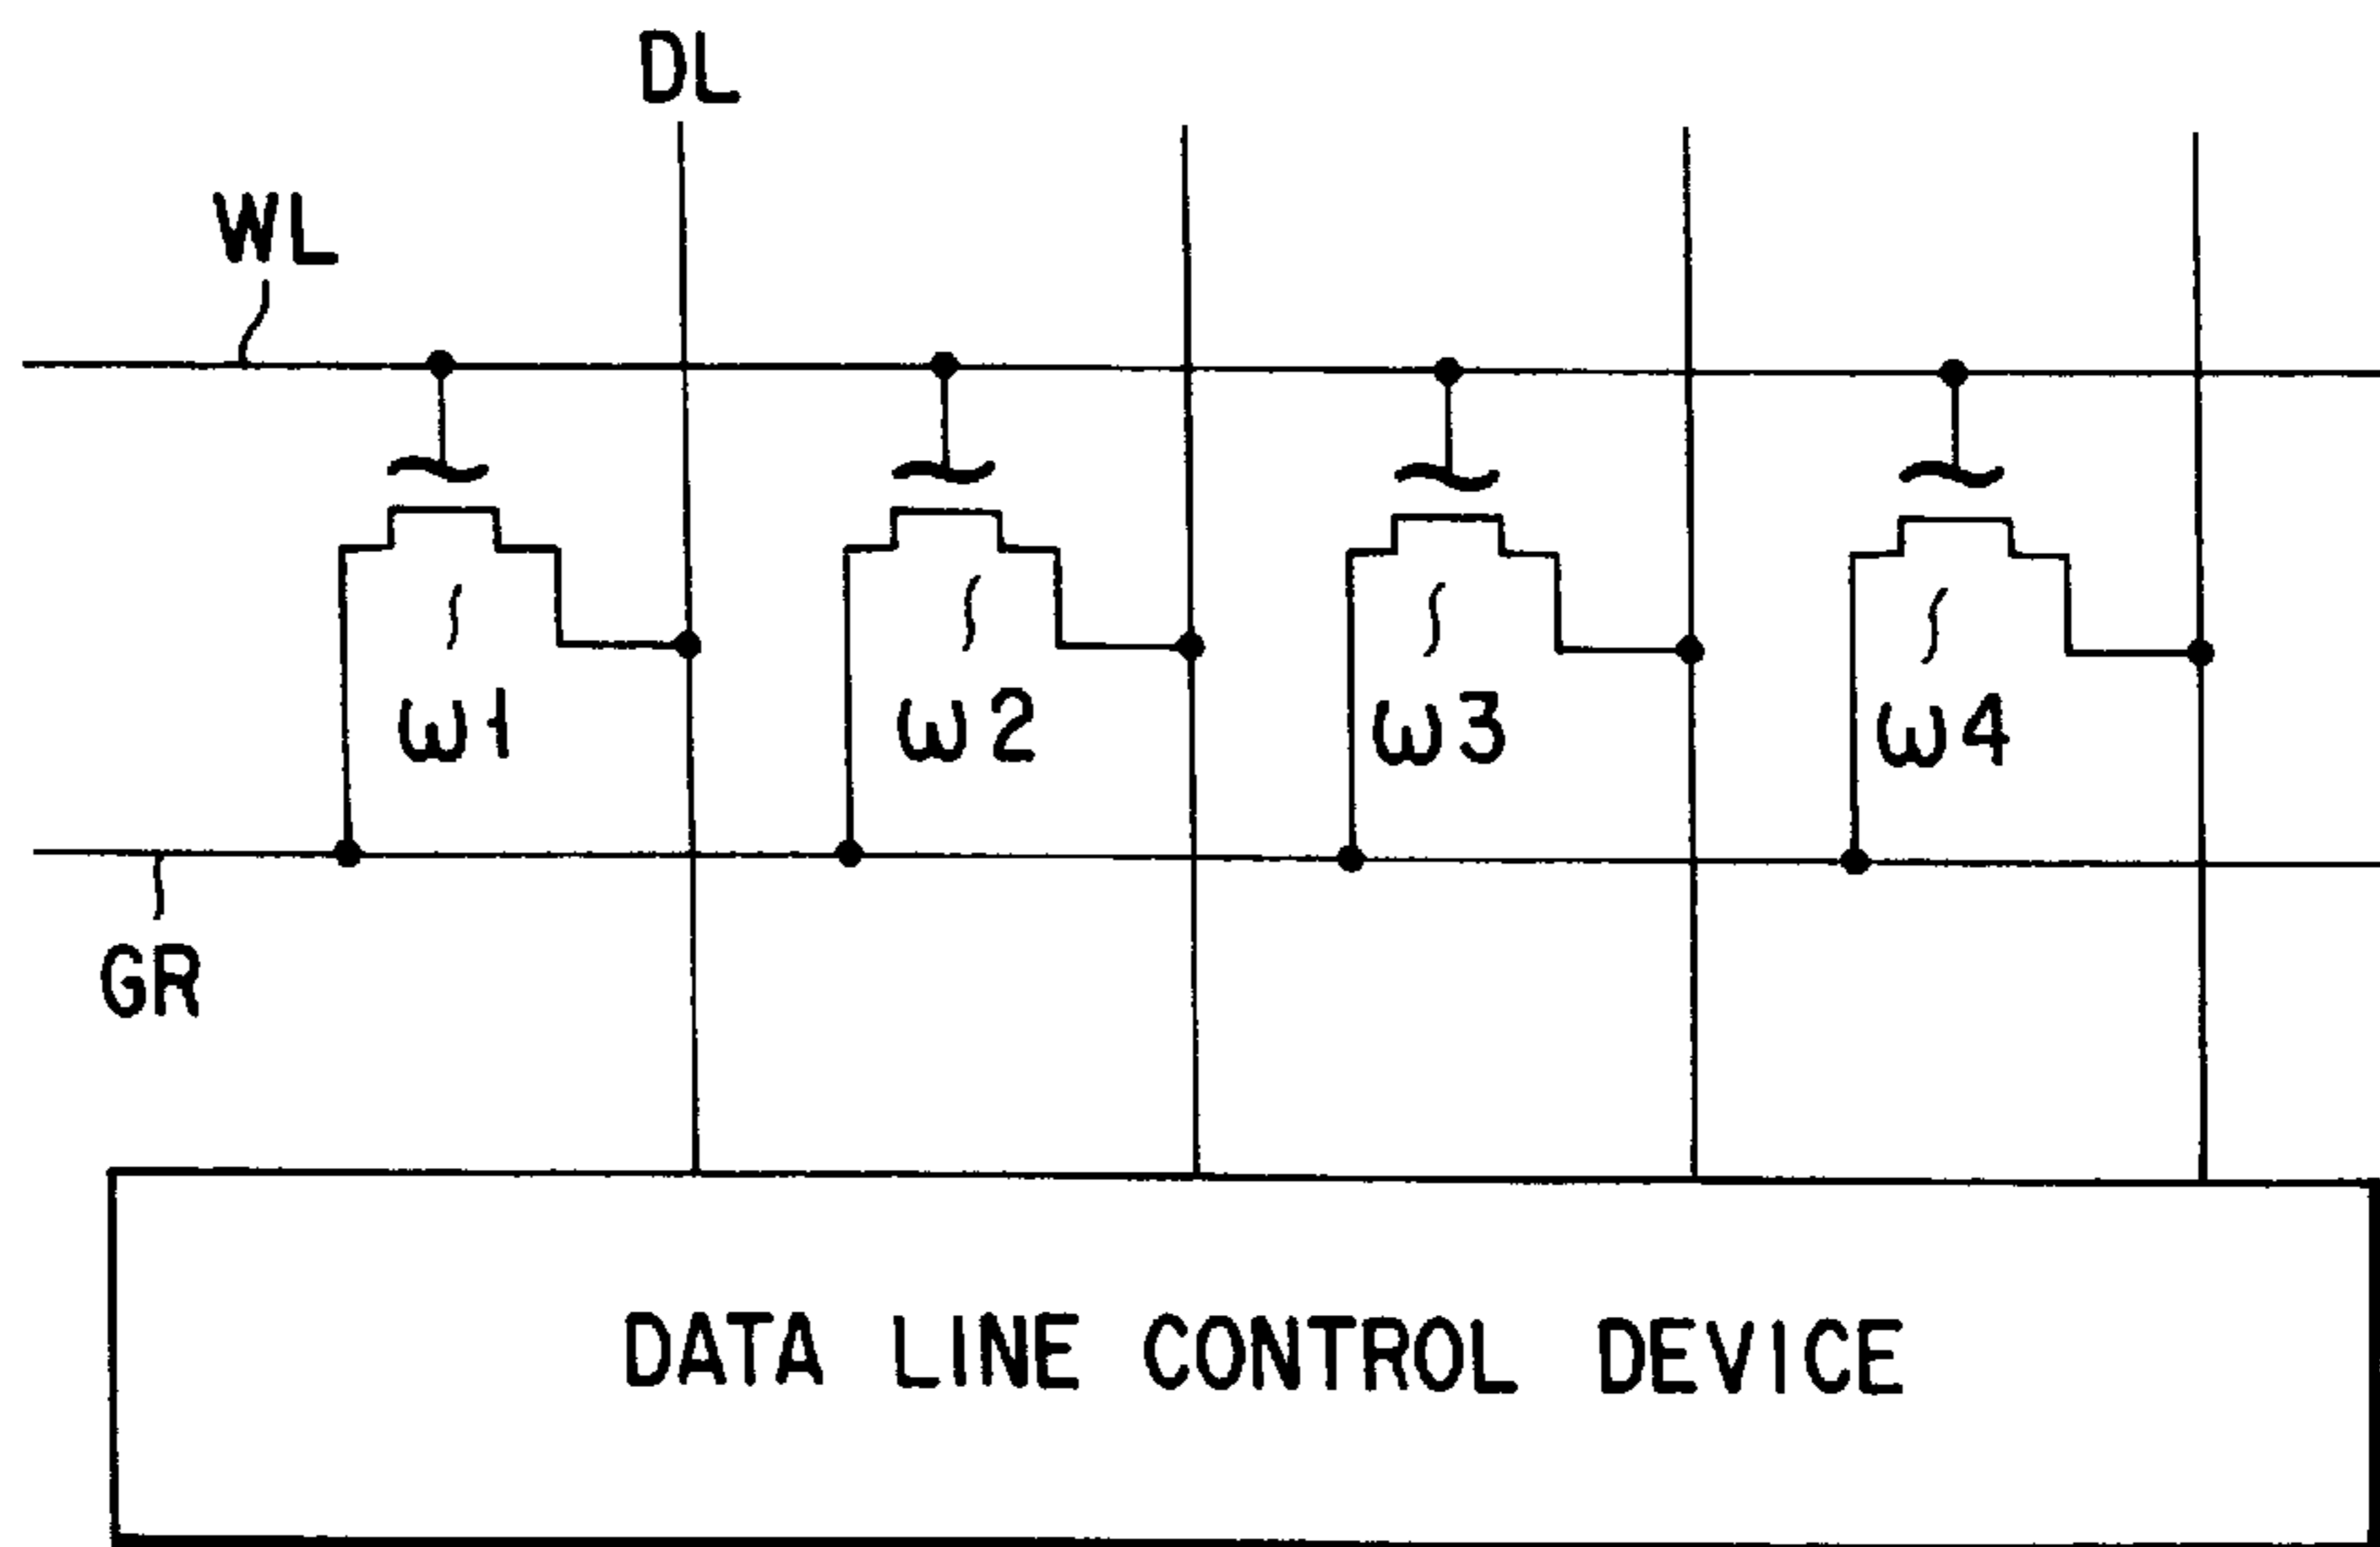 DL
WL
ω1
ω2
ω3
ω4
GR
DATA LINE CONTROL DEVICE